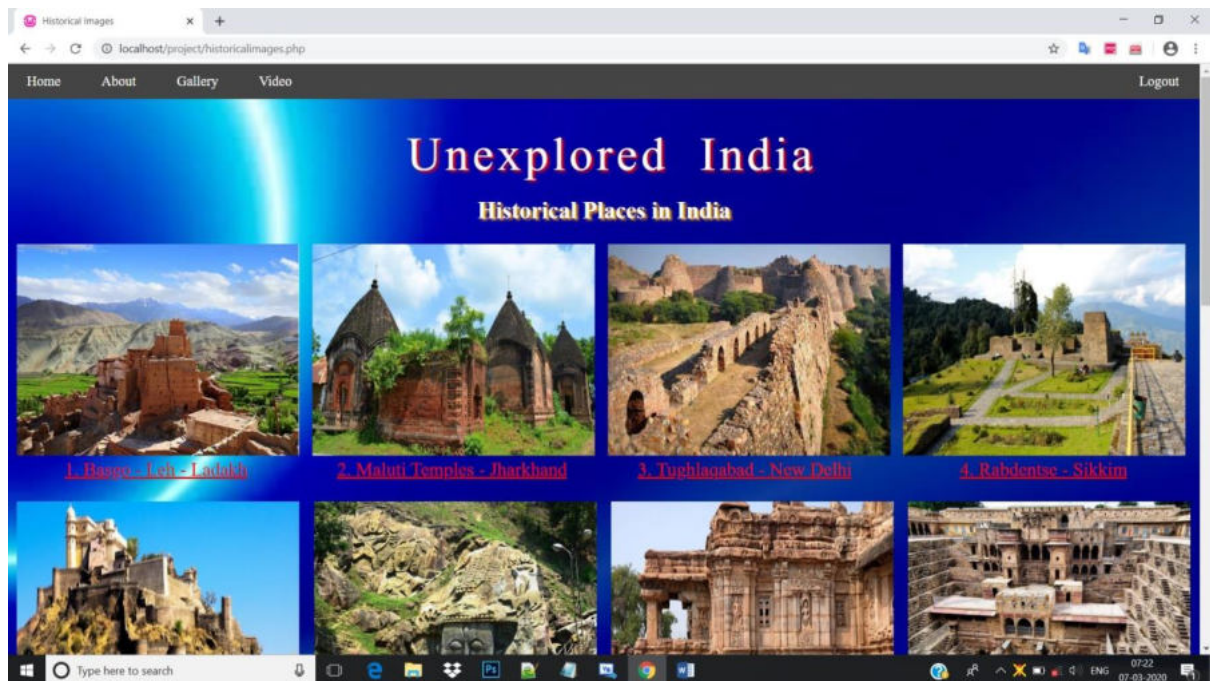 Historical Images
localhost/project/historicalimages.php
Home About Gallery Video Logout
Unexplored India
Historical Places in India
1. Basgo - Leh - Ladakh
2. Maluti Temples - Jharkhand
3. Tughlaqabad - New Delhi
4. Rabdentse - Sikkim
Type here to search
Ps
ENG
07:22
07-03-2020